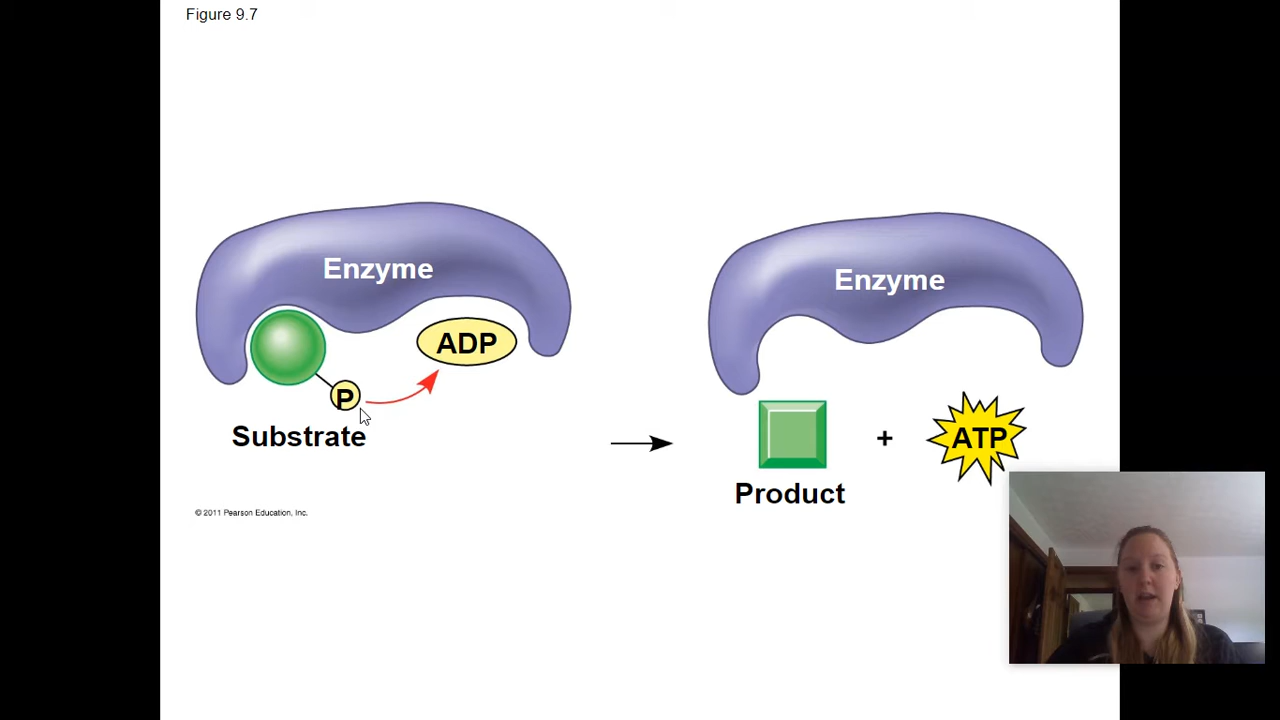 Figure 9.7
Enzyme
Enzyme
ADP
P
Substrate
+
ATP
Product
© 2011 Pearson Education, Inc.